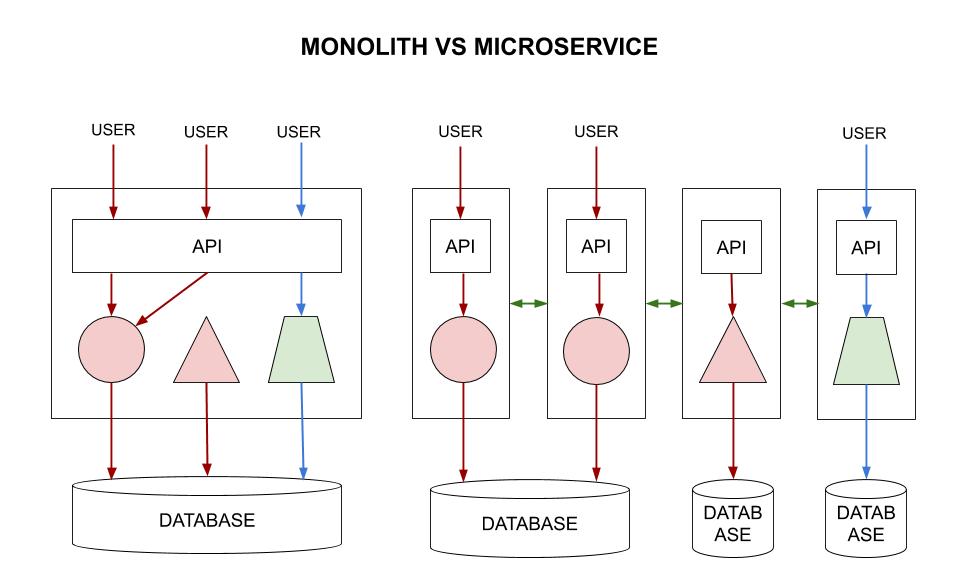 MONOLITH VS MICROSERVICE
USER
USER
USER
USER
USER
USER
API
API
API
API
API
DATABASE
DATABASE
DATAB
ASE
DATAB
ASE